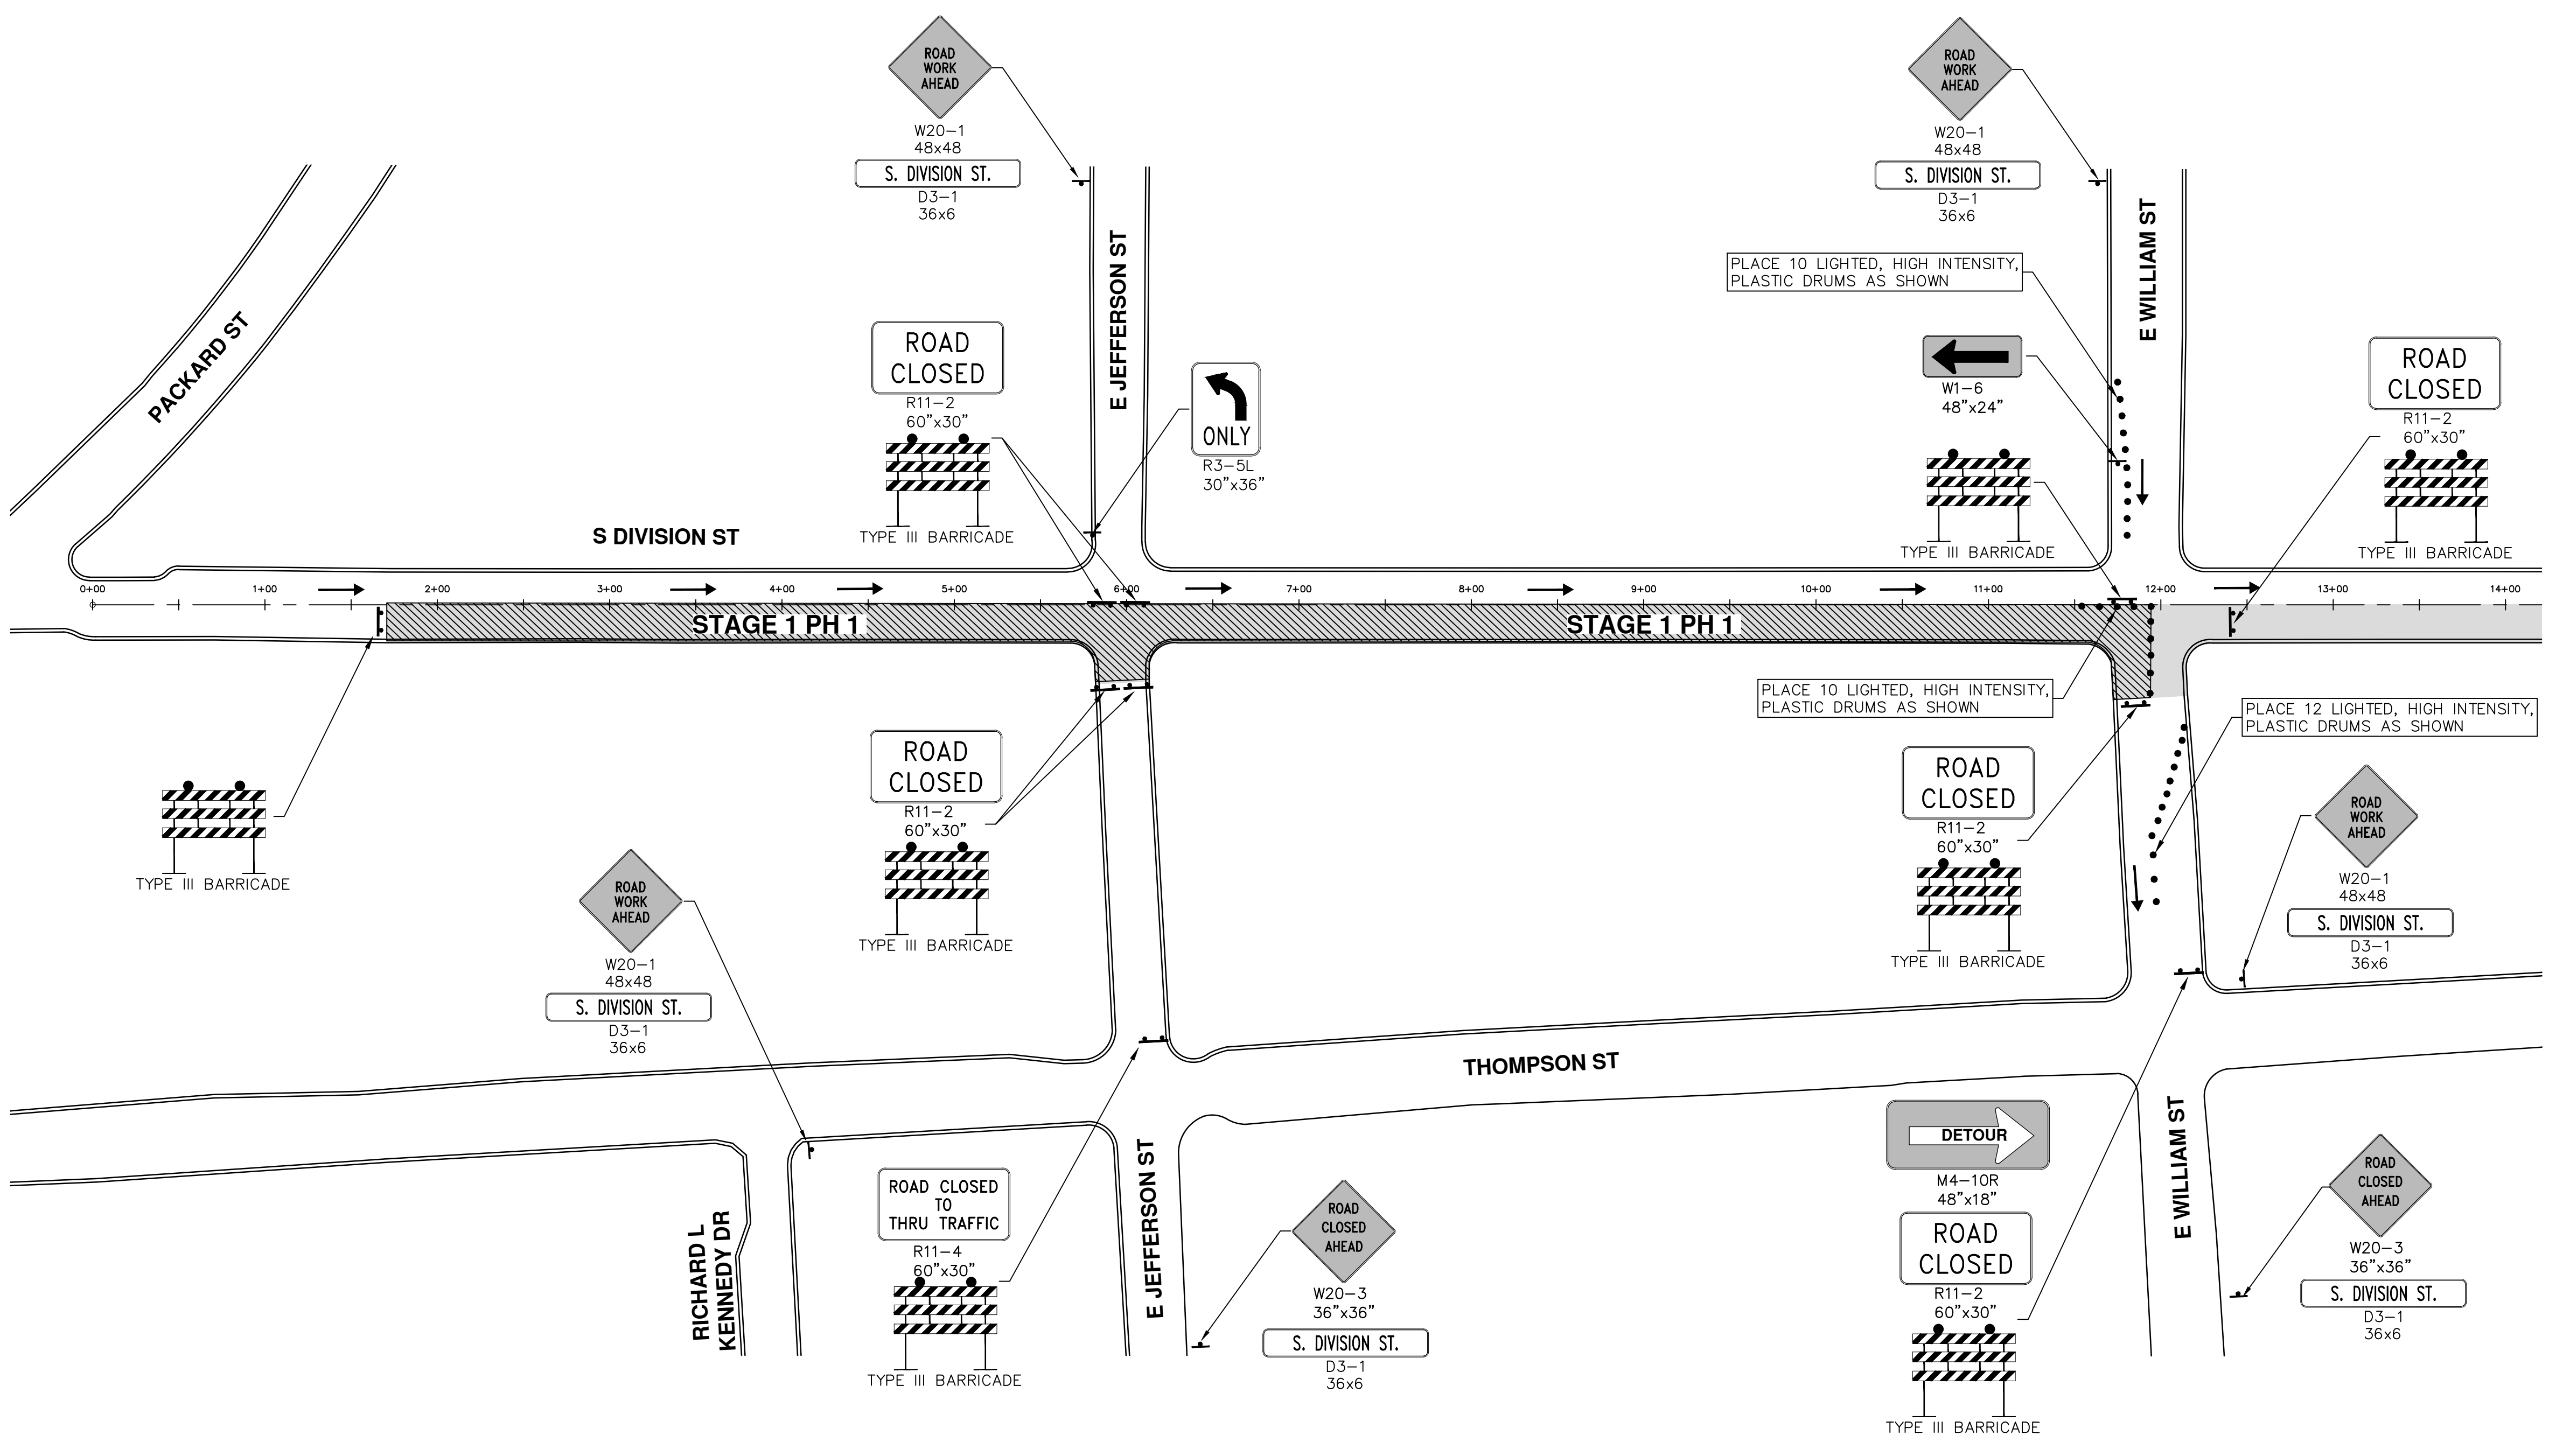 ROAD
WORK
AHEAD
W20-1
48x48
S. DIVISION ST.
D3-1
36x6
ROAD
WORK
AHEAD
W20-1
48x48
S. DIVISION ST.
D3-1
36x6
E JEFFERSON ST
E WILLIAM ST
PLACE 10 LIGHTED, HIGH INTENSITY,
PLASTIC DRUMS AS SHOWN
PACKARD ST
ROAD
CLOSED
R11-2
60"x30"
TYPE III BARRICADE
ONLY
R3-5L
30"x36"
W1-6
48"x24"
TYPE III BARRICADE
ROAD
CLOSED
R11-2
60"x30"
TYPE III BARRICADE
S DIVISION ST
0+00
1+00
2+00
3+00
4+00
5+00
6+00
7+00
8+00
9+00
10+00
11+00
12+00
13+00
14+00
STAGE 1 PH 1
STAGE 1 PH 1
PLACE 10 LIGHTED, HIGH INTENSITY,
PLASTIC DRUMS AS SHOWN
PLACE 12 LIGHTED, HIGH INTENSITY,
PLASTIC DRUMS AS SHOWN
TYPE III BARRICADE
ROAD
CLOSED
R11-2
60"x30"
TYPE III BARRICADE
ROAD
CLOSED
R11-2
60"x30"
TYPE III BARRICADE
ROAD
WORK
AHEAD
W20-1
48x48
S. DIVISION ST.
D3-1
36x6
ROAD
WORK
AHEAD
W20-1
48x48
S. DIVISION ST.
D3-1
36x6
THOMPSON ST
RICHARD L
KENNEDY DR
ROAD CLOSED
TO
THRU TRAFFIC
R11-4
60"x30"
TYPE III BARRICADE
E JEFFERSON ST
ROAD
CLOSED
AHEAD
W20-3
36"x36"
S. DIVISION ST.
D3-1
36x6
DETOUR
M4-10R
48"x18"
ROAD
CLOSED
R11-2
60"x30"
TYPE III BARRICADE
E WILLIAM ST
ROAD
CLOSED
AHEAD
W20-3
36"x36"
S. DIVISION ST.
D3-1
36x6